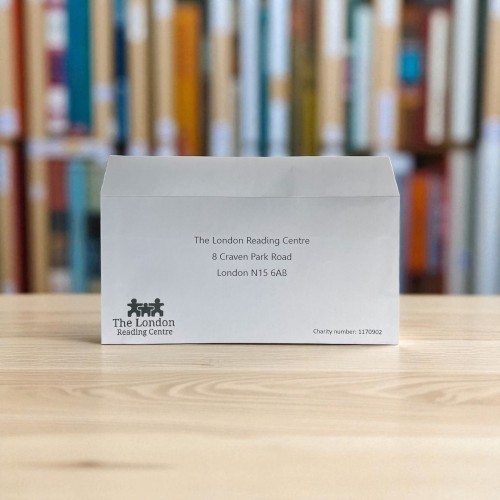 The London Reading Centre
8 Craven Park Road
London N15 6AB
The London
Reading Centre
Charity number: 1170902